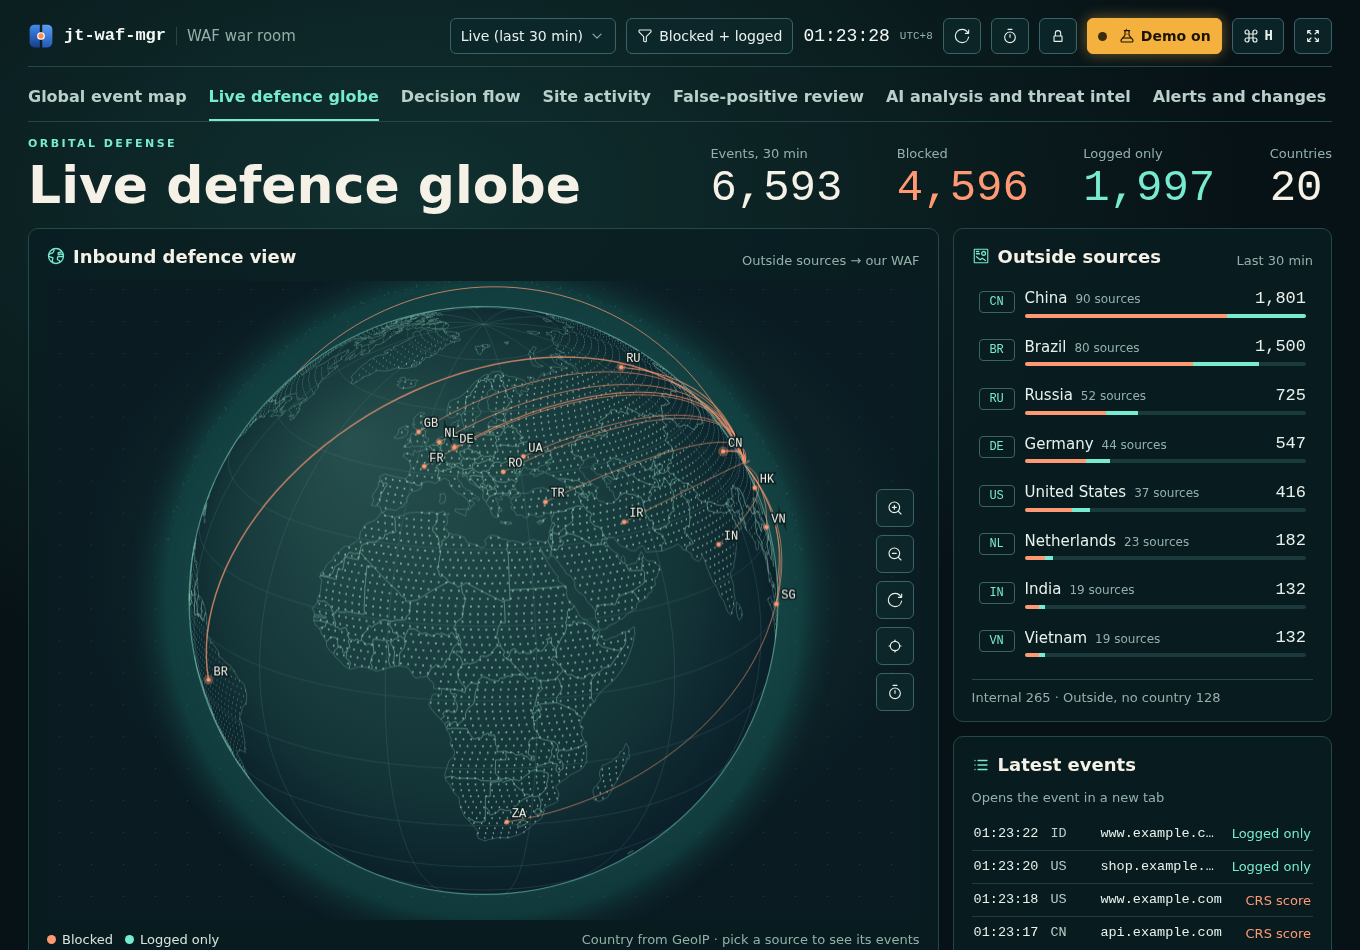 jt-waf-mgr WAF war room Live (last 30 min) Blocked + logged 01:23:28 UTC+8 Demo on ⌘ H
Global event map Live defence globe Decision flow Site activity False-positive review AI analysis and threat intel Alerts and changes
ORBITAL DEFENSE
Live defence globe
Events, 30 min Blocked Logged only Countries
6,593 4,596 1,997 20
Inbound defence view Outside sources → our WAF
RU
GB
NL
DE
FR
RO
UA
CN
HK
TR
IR
VN
IN
SG
BR
ZA
Blocked Logged only Country from GeoIP · pick a source to see its events
Outside sources Last 30 min
CN China 90 sources 1,801
BR Brazil 80 sources 1,500
RU Russia 52 sources 725
DE Germany 44 sources 547
US United States 37 sources 416
NL Netherlands 23 sources 182
IN India 19 sources 132
VN Vietnam 19 sources 132
Internal 265 · Outside, no country 128
Latest events
Opens the event in a new tab
01:23:22 ID www.example.c… Logged only
01:23:20 US shop.example.… Logged only
01:23:18 US www.example.com CRS score
01:23:17 CN api.example.com CRS score